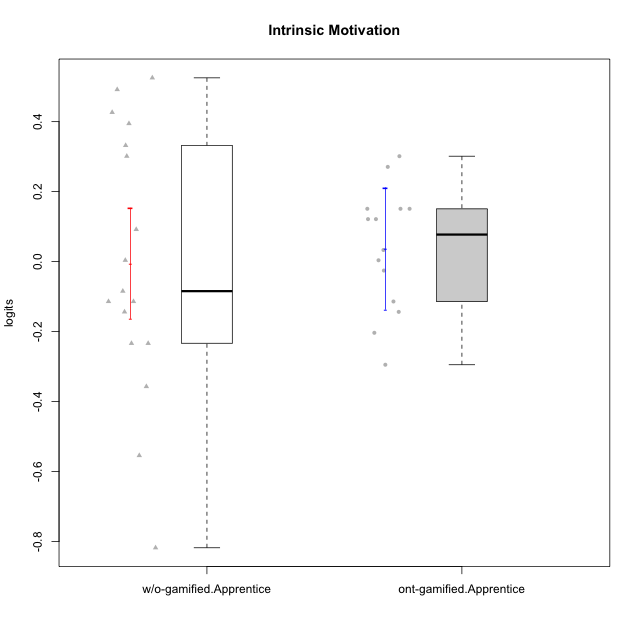 Intrinsic Motivation
logits
0.4
0.2
0.0
-0.2
-0.4
-0.6
-0.8
w/o-gamified.Apprentice
ont-gamified.Apprentice